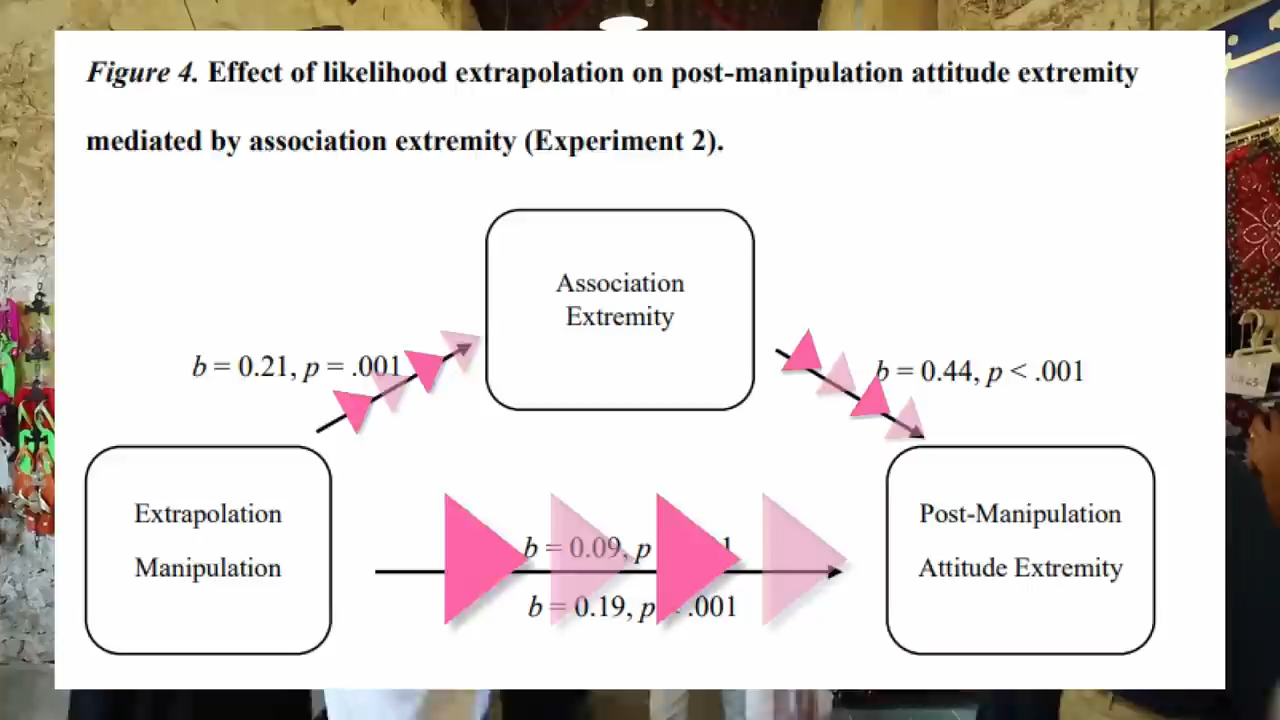 Figure 4. Effect of likelihood extrapolation on post-manipulation attitude extremity
mediated by association extremity (Experiment 2).
Association
Extremity
b = 0.21, p = .001
b = 0.44, p < .001
Extrapolation
Manipulation
Post-Manipulation
Attitude Extremity
b = 0.09, p
b = 0.19, p .001